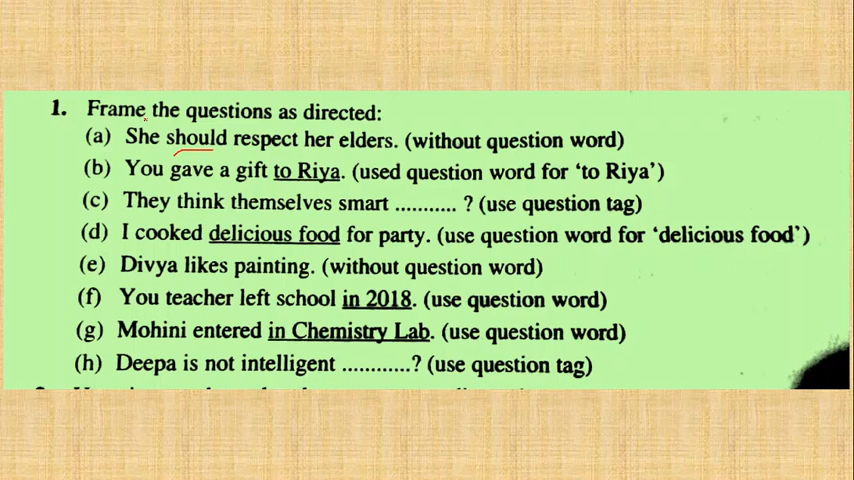 1. Frame the questions as directed:
(a) She should respect her elders. (without question word)
(b) You gave a gift to Riya. (used question word for ‘to Riya’)
(c) They think themselves smart ........... ? (use question tag)
(d) I cooked delicious food for party. (use question word for ‘delicious food’)
(e) Divya likes painting. (without question word)
(f) You teacher left school in 2018. (use question word)
(g) Mohini entered in Chemistry Lab. (use question word)
(h) Deepa is not intelligent ............? (use question tag)